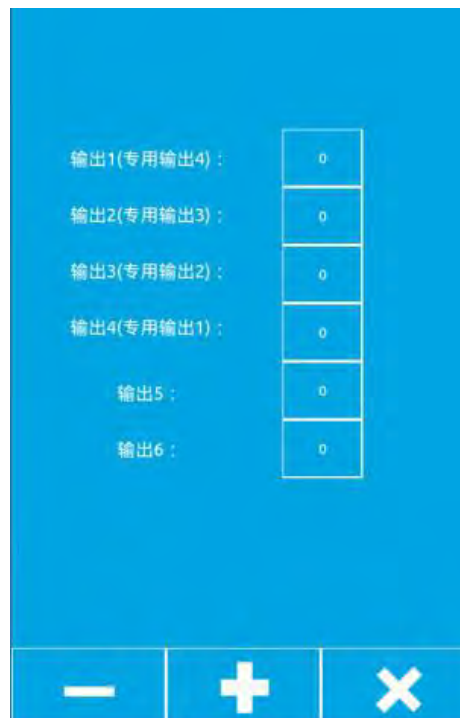 输出1(专用输出4)： 0
输出2(专用输出3)： 0
输出3(专用输出2)： 0
输出4(专用输出1)： 0
输出5： 0
输出6： 0